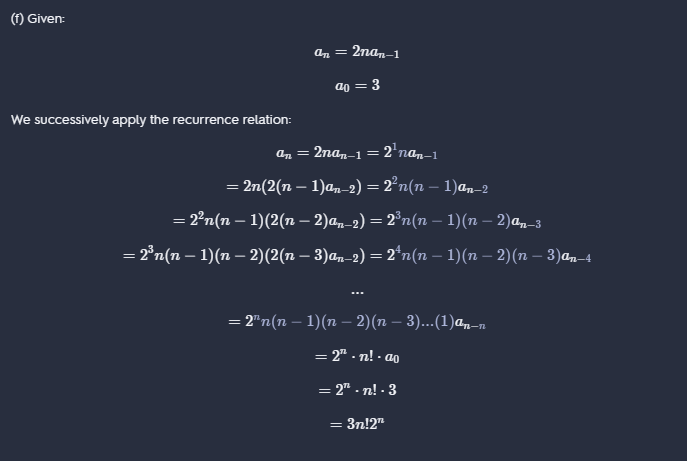 (f) Given:
aₙ = 2naₙ₋₁
a₀ = 3
We successively apply the recurrence relation:
aₙ = 2naₙ₋₁ = 2¹naₙ₋₁
= 2n(2(n − 1)aₙ₋₂) = 2²n(n − 1)aₙ₋₂
= 2²n(n − 1)(2(n − 2)aₙ₋₂) = 2³n(n − 1)(n − 2)aₙ₋₃
= 2³n(n − 1)(n − 2)(2(n − 3)aₙ₋₂) = 2⁴n(n − 1)(n − 2)(n − 3)aₙ₋₄
...
= 2ⁿn(n − 1)(n − 2)(n − 3)...(1)aₙ₋ₙ
= 2ⁿ · n! · a₀
= 2ⁿ · n! · 3
= 3n!2ⁿ